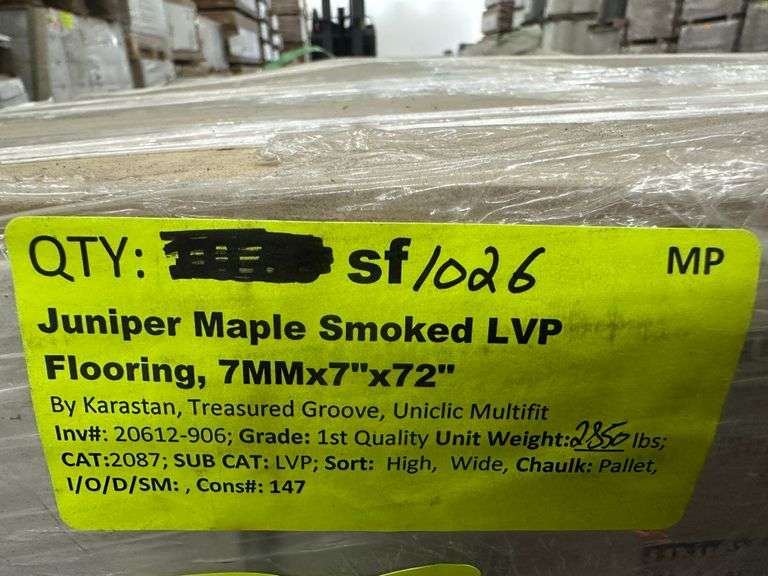 QTY: sf 1026 MP
Juniper Maple Smoked LVP
Flooring, 7MMx7"x72"
By Karastan, Treasured Groove, Uniclic Multifit
Inv#: 20612-906; Grade: 1st Quality Unit Weight: 2850 lbs;
CAT:2087; SUB CAT: LVP; Sort: High, Wide, Chaulk: Pallet,
I/O/D/SM: , Cons#: 147